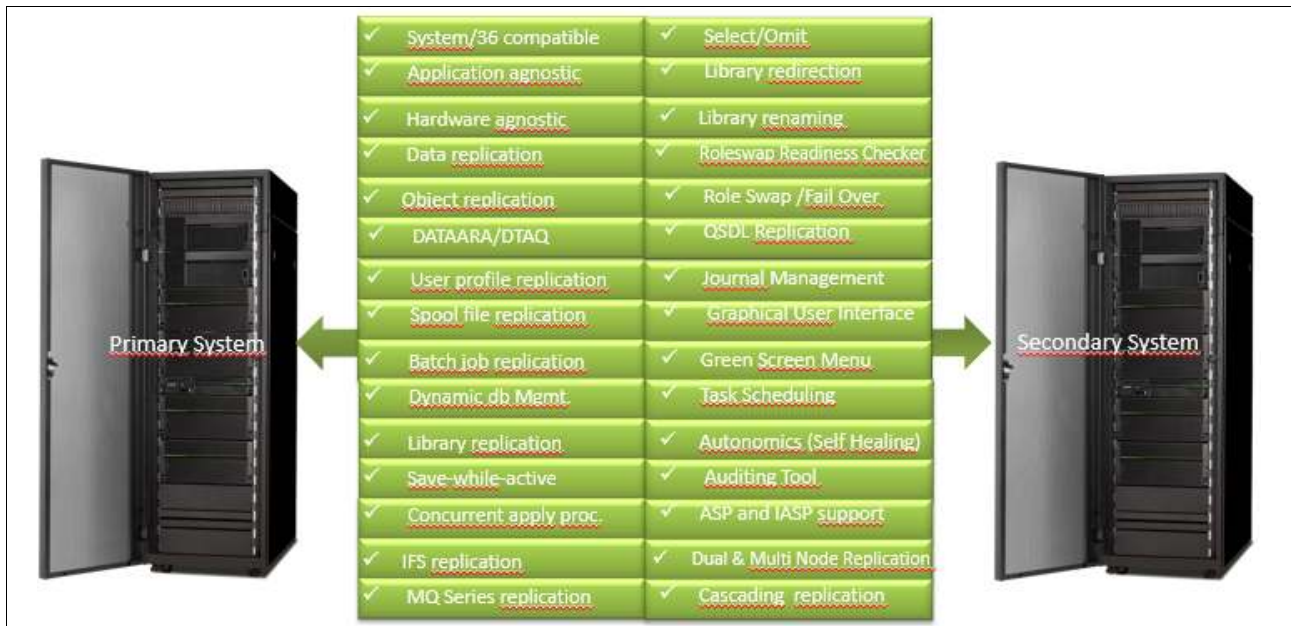 System/36 compatible
Application agnostic
Hardware agnostic
Data replication
Object replication
DATAARA/DTAQ
User profile replication
Spool file replication
Batch job replication
Dynamic db Mgmt.
Library replication
Save-while-active
Concurrent apply proc.
IFS replication
MQ Series replication
Select/Omit
Library redirection
Library renaming
Roleswap Readiness Checker
Role Swap /Fail Over
QSDL Replication
Journal Management
Graphical User Interface
Green Screen Menu
Task Scheduling
Autonomics (Self Healing)
Auditing Tool
ASP and IASP support
Dual & Multi Node Replication
Cascading replication
Primary System
Secondary System